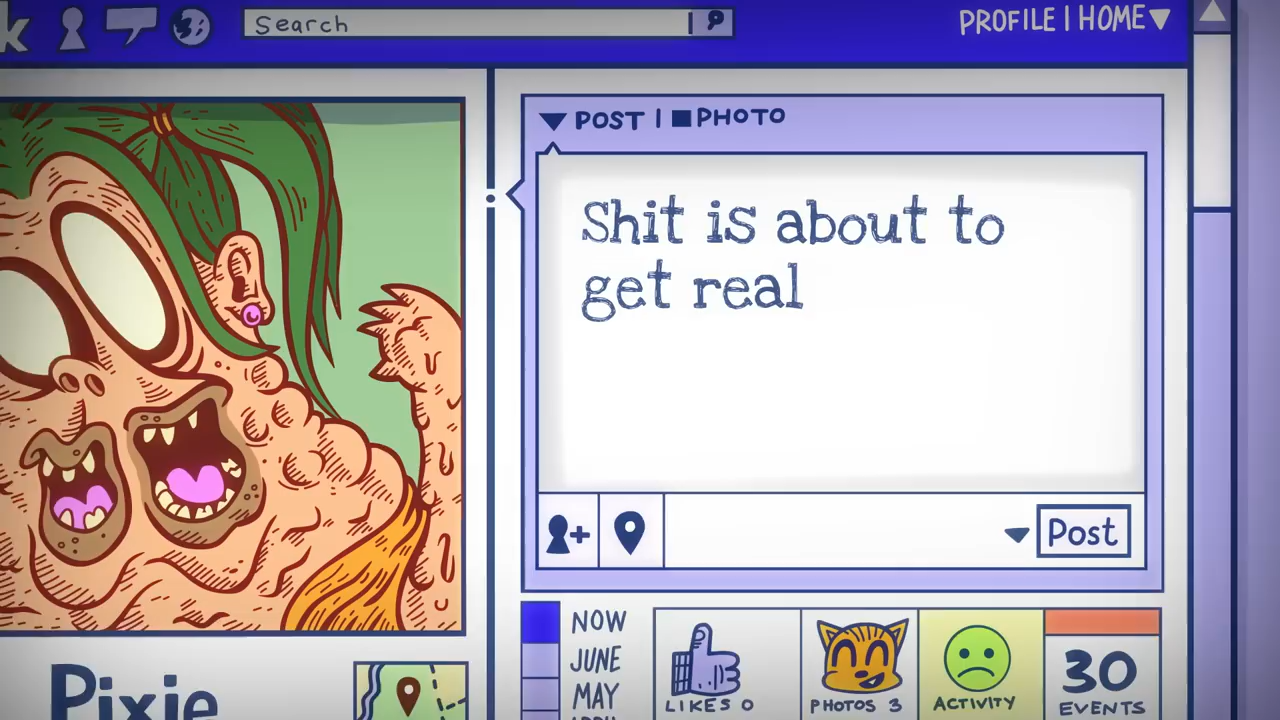 k
Search
PROFILE | HOME
POST | PHOTO
Shit is about to
get real
Post
NOW
JUNE
MAY
LIKES 0
PHOTOS 3
ACTIVITY
30
EVENTS
Pixie